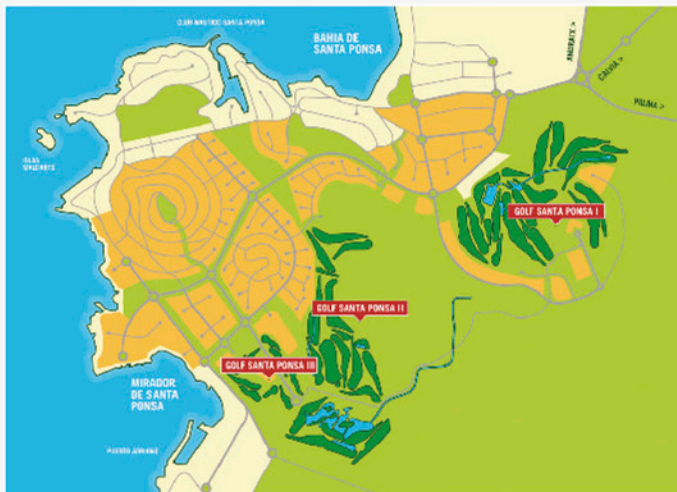 CLUB NAUTICO SANTA PONSA
BAHIA DE
SANTA PONSA
ANDRATX >
CALVIA >
PALMA >
ISLAS
MALGRATS
GOLF SANTA PONSA I
GOLF SANTA PONSA II
GOLF SANTA PONSA III
MIRADOR
DE SANTA
PONSA
PUERTO ADRIANO